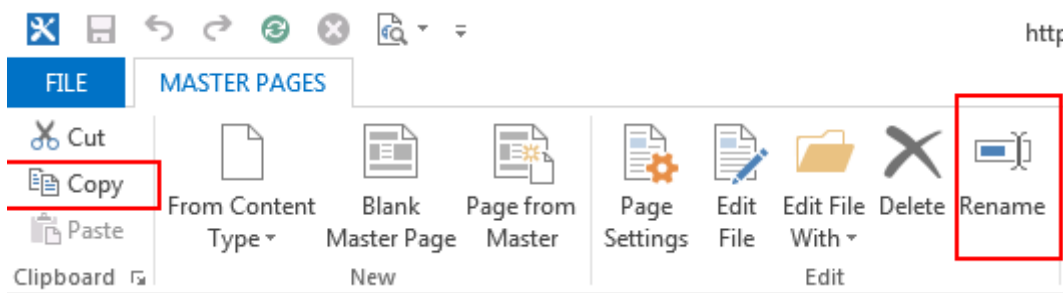 http
FILE
MASTER PAGES
Cut
Copy
Paste
Clipboard
From Content
Type
Blank
Master Page
Page from
Master
New
Page
Settings
Edit
File
Edit File
With
Delete
Rename
Edit